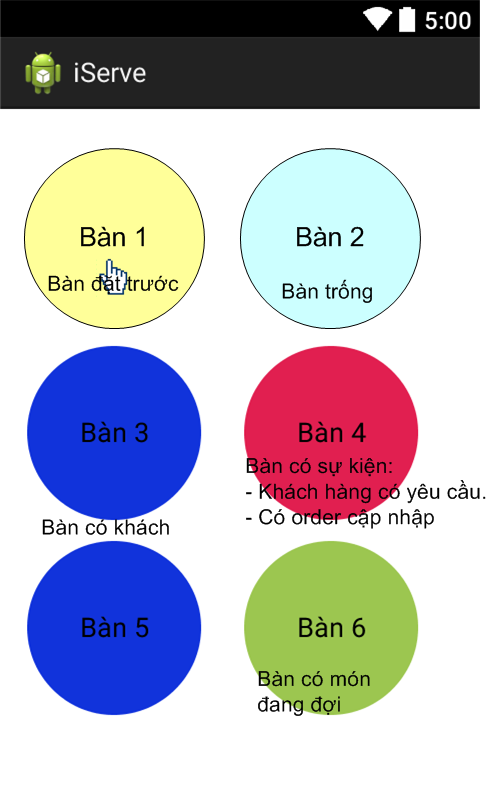 5:00
iServe
Bàn 1
Bàn đặt trước
Bàn 2
Bàn trống
Bàn 3
Bàn có khách
Bàn 4
Bàn có sự kiện:
- Khách hàng có yêu cầu.
- Có order cập nhập
Bàn 5
Bàn 6
Bàn có món
đang đợi